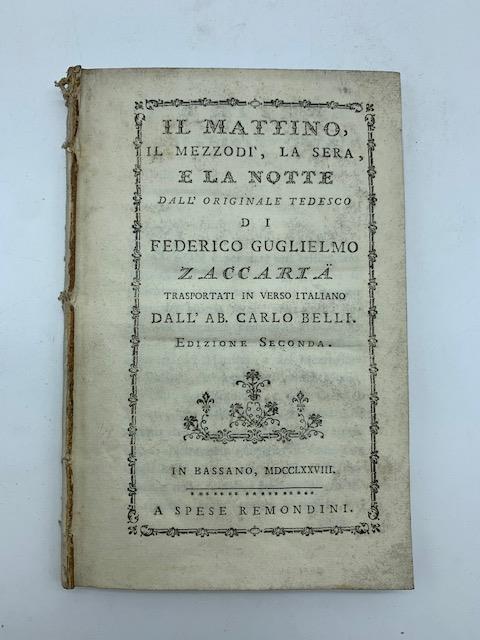 IL MATTINO,
IL MEZZODI', LA SERA,
E LA NOTTE
DALL' ORIGINALE TEDESCO
DI
FEDERICO GUGLIELMO
ZACCARIÄ
TRASPORTATI IN VERSO ITALIANO
DALL' AB. CARLO BELLI.
EDIZIONE SECONDA.
IN BASSANO, MDCCLXXVIII.
A SPESE REMONDINI.